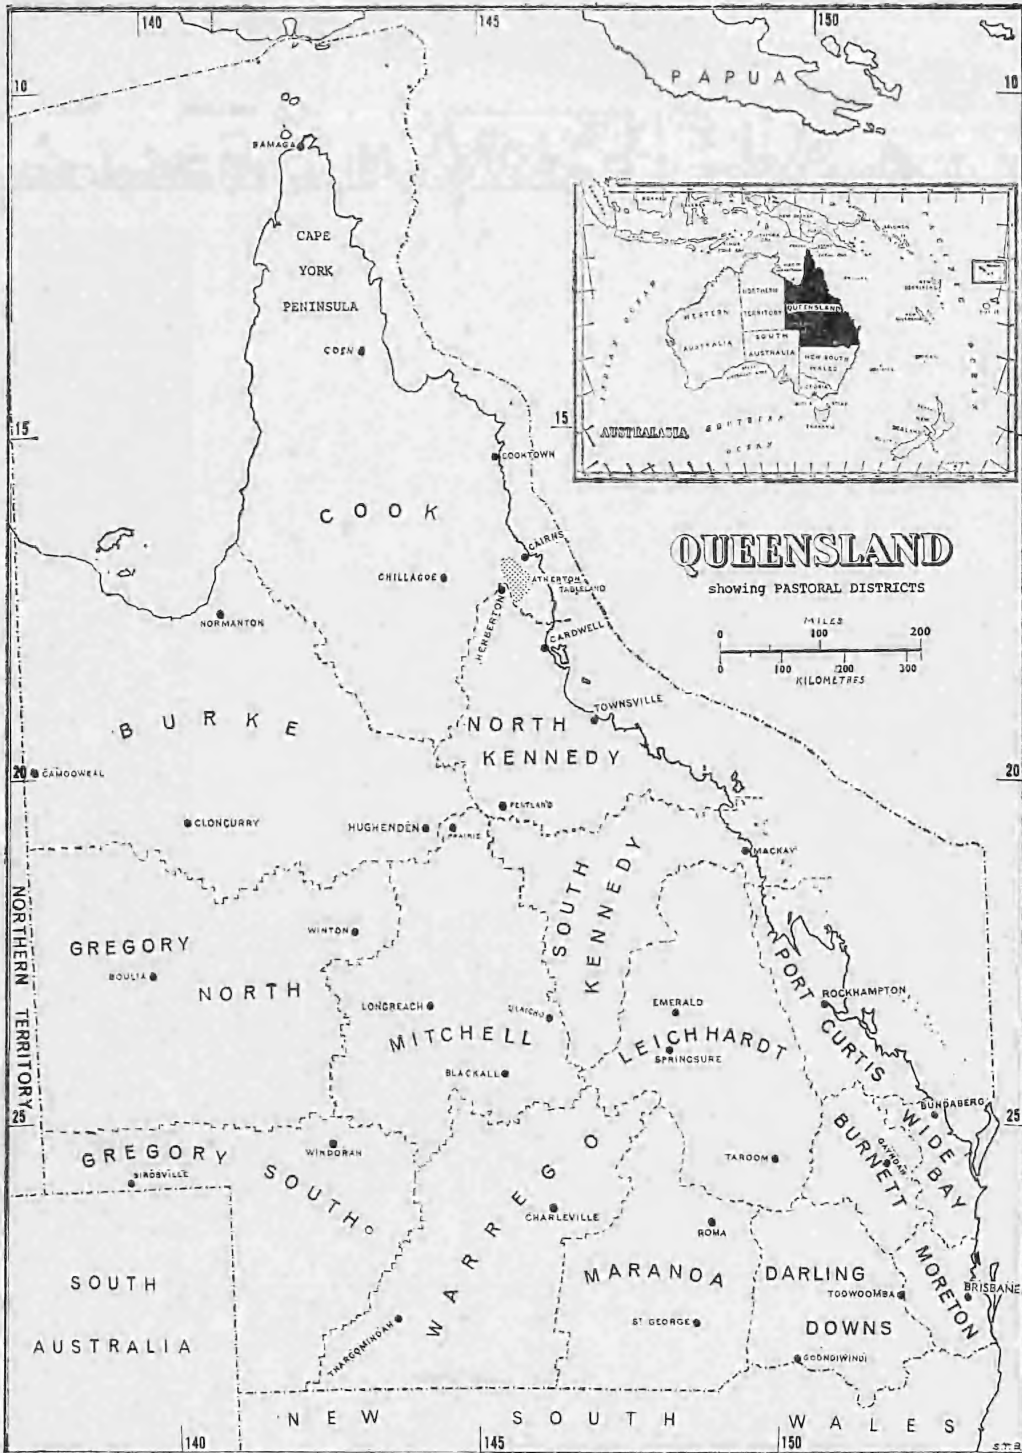 140 145 150
10 10
PAPUA
BAMAGA
CAPE
YORK
PENINSULA
COEN
INDIAN OCEAN
WESTERN
AUSTRALIA
NORTHERN
TERRITORY
QUEENSLAND
SOUTH
AUSTRALIA
NEW SOUTH
WALES
SOUTHERN
OCEAN
NEW
ZEALAND
AUSTRALASIA
15 15
COOKTOWN
COOK
QUEENSLAND
showing PASTORAL DISTRICTS
MILES
0 100 200
0 100 200 300
KILOMETRES
CAIRNS
CHILLAGOE
ATHERTON
TABLELAND
HERBERTON
NORMANTON
CARDWELL
TOWNSVILLE
BURKE
NORTH
KENNEDY
20 20
CAMOOWEAL
PENTLAND
CLONCURRY
HUGHENDEN
PRAIRIE
MACKAY
SOUTH
KENNEDY
NORTHERN TERRITORY
GREGORY
NORTH
WINTON
BOULIA
LONGREACH
MITCHELL
BLACKALL
EMERALD
LEICHHARDT
SPRINGSURE
PORT
CURTIS
ROCKHAMPTON
25 25
BUNDABERG
WIDE
BAY
BURNETT
GAYNDAH
GREGORY
SOUTH
WINDORAH
BIRDSVILLE
WARREGO
CHARLEVILLE
TAROOM
ROMA
MARANOA
DARLING
DOWNS
TOOWOOMBA
MORETON
BRISBANE
SOUTH
AUSTRALIA
THARGOMINDAH
ST GEORGE
GOONDIWINDI
NEW SOUTH WALES
140 145 150